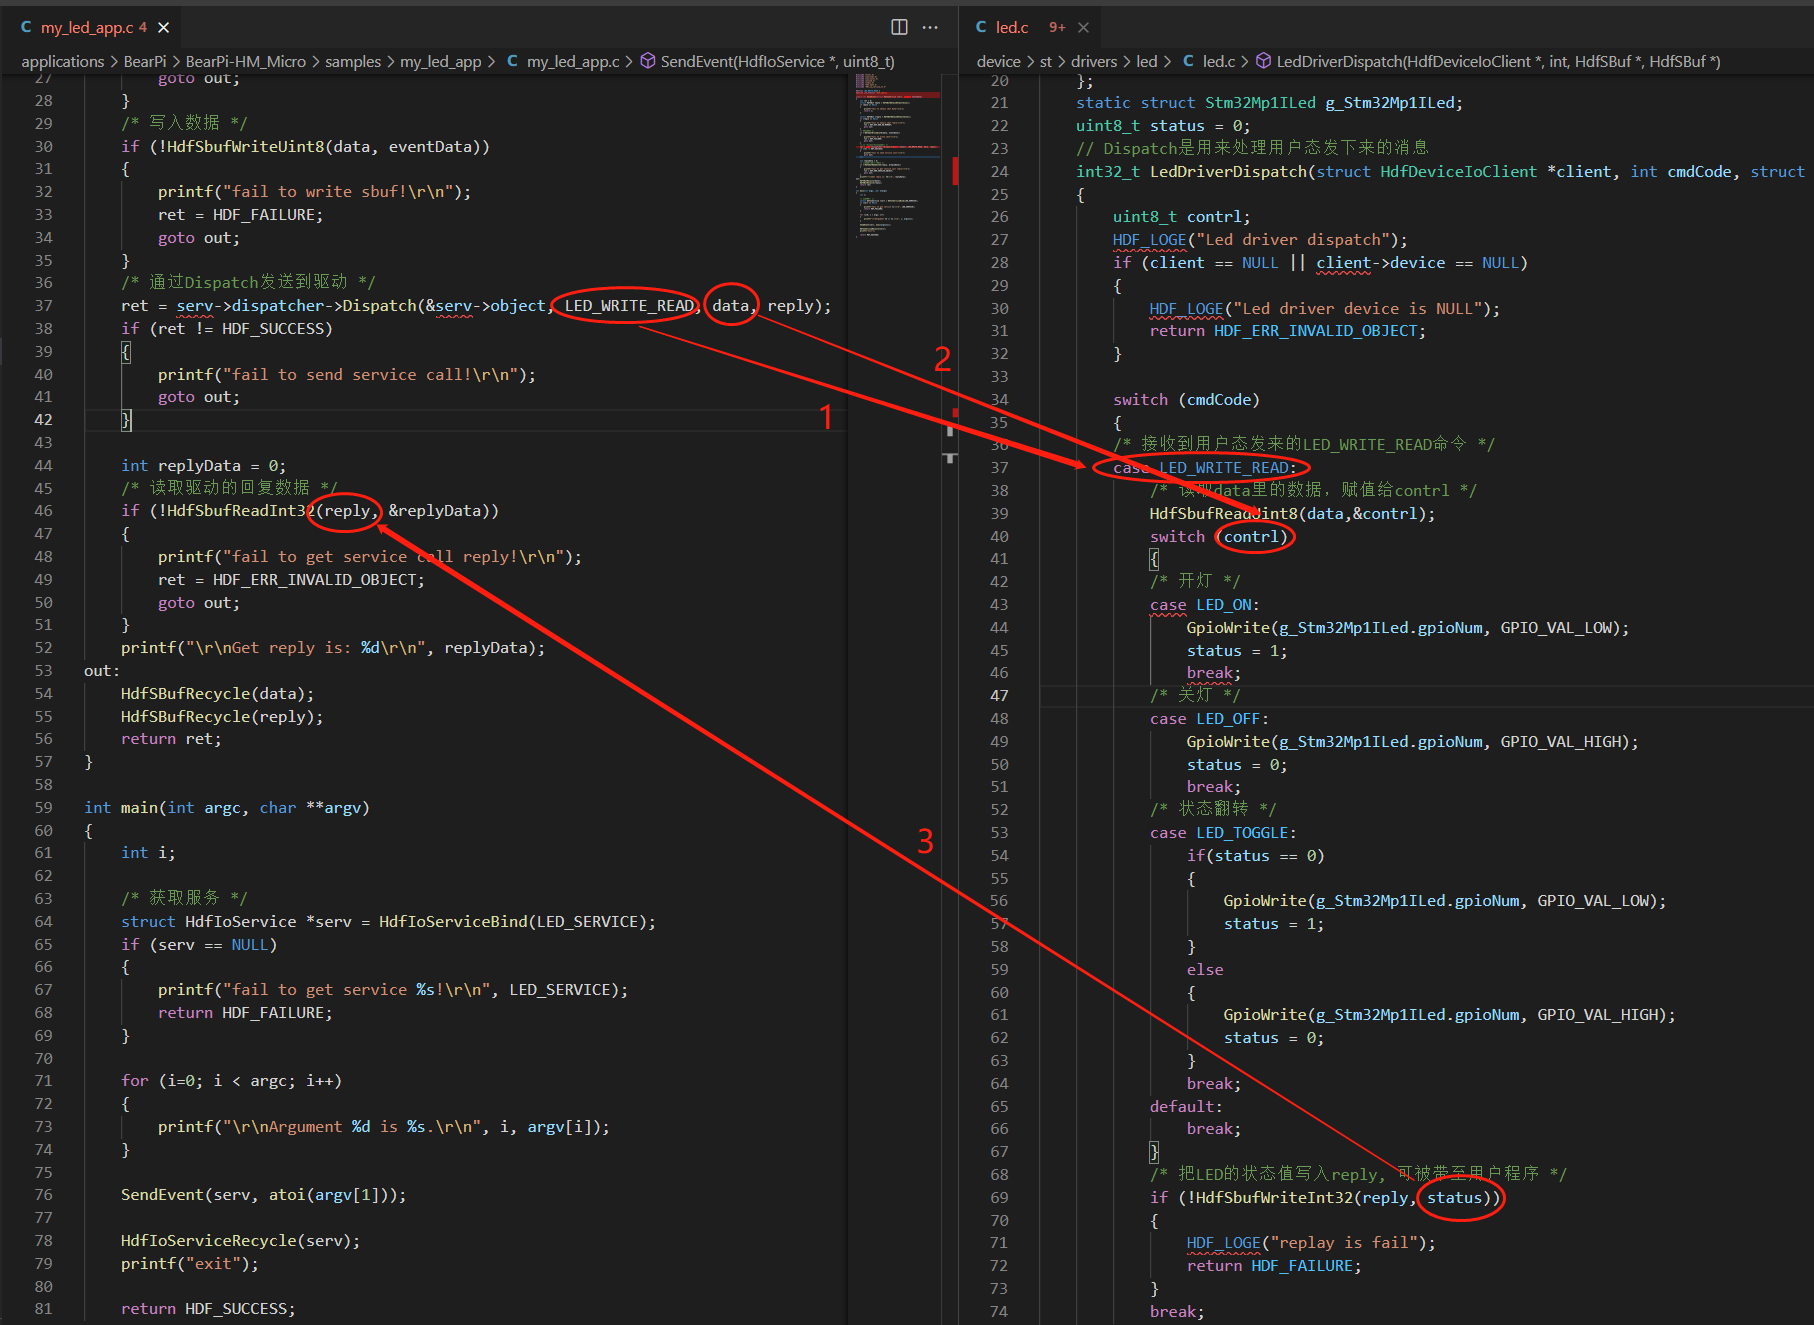 my_led_app.c 4
applications > BearPi > BearPi-HM_Micro > samples > my_led_app > C my_led_app.c > SendEvent(HdfIoService *, uint8_t)
27 goto out;
28 }
29 /* 写入数据 */
30 if (!HdfSbufWriteUint8(data, eventData))
31 {
32 printf("fail to write sbuf!\r\n");
33 ret = HDF_FAILURE;
34 goto out;
35 }
36 /* 通过Dispatch发送到驱动 */
37 ret = serv->dispatcher->Dispatch(&serv->object, LED_WRITE_READ, data, reply);
38 if (ret != HDF_SUCCESS)
39 {
40 printf("fail to send service call!\r\n");
41 goto out;
42 }
43
44 int replyData = 0;
45 /* 读取驱动的回复数据 */
46 if (!HdfSbufReadInt32(reply, &replyData))
47 {
48 printf("fail to get service call reply!\r\n");
49 ret = HDF_ERR_INVALID_OBJECT;
50 goto out;
51 }
52 printf("\r\nGet reply is: %d\r\n", replyData);
53 out:
54 HdfSBufRecycle(data);
55 HdfSBufRecycle(reply);
56 return ret;
57 }
58
59 int main(int argc, char **argv)
60 {
61 int i;
62
63 /* 获取服务 */
64 struct HdfIoService *serv = HdfIoServiceBind(LED_SERVICE);
65 if (serv == NULL)
66 {
67 printf("fail to get service %s!\r\n", LED_SERVICE);
68 return HDF_FAILURE;
69 }
70
71 for (i=0; i < argc; i++)
72 {
73 printf("\r\nArgument %d is %s.\r\n", i, argv[i]);
74 }
75
76 SendEvent(serv, atoi(argv[1]));
77
78 HdfIoServiceRecycle(serv);
79 printf("exit");
80
81 return HDF_SUCCESS;
1
2
3
C led.c 9+
device > st > drivers > led > C led.c > LedDriverDispatch(HdfDeviceIoClient *, int, HdfSBuf *, HdfSBuf *)
20 };
21 static struct Stm32Mp1ILed g_Stm32Mp1ILed;
22 uint8_t status = 0;
23 // Dispatch是用来处理用户态发下来的消息
24 int32_t LedDriverDispatch(struct HdfDeviceIoClient *client, int cmdCode, struct
25 {
26 uint8_t contrl;
27 HDF_LOGE("Led driver dispatch");
28 if (client == NULL || client->device == NULL)
29 {
30 HDF_LOGE("Led driver device is NULL");
31 return HDF_ERR_INVALID_OBJECT;
32 }
33
34 switch (cmdCode)
35 {
36 /* 接收到用户态发来的LED_WRITE_READ命令 */
37 case LED_WRITE_READ:
38 /* 读取data里的数据，赋值给contrl */
39 HdfSbufReadUint8(data,&contrl);
40 switch (contrl)
41 {
42 /* 开灯 */
43 case LED_ON:
44 GpioWrite(g_Stm32Mp1ILed.gpioNum, GPIO_VAL_LOW);
45 status = 1;
46 break;
47 /* 关灯 */
48 case LED_OFF:
49 GpioWrite(g_Stm32Mp1ILed.gpioNum, GPIO_VAL_HIGH);
50 status = 0;
51 break;
52 /* 状态翻转 */
53 case LED_TOGGLE:
54 if(status == 0)
55 {
56 GpioWrite(g_Stm32Mp1ILed.gpioNum, GPIO_VAL_LOW);
57 status = 1;
58 }
59 else
60 {
61 GpioWrite(g_Stm32Mp1ILed.gpioNum, GPIO_VAL_HIGH);
62 status = 0;
63 }
64 break;
65 default:
66 break;
67 }
68 /* 把LED的状态值写入reply, 可被带至用户程序 */
69 if (!HdfSbufWriteInt32(reply, status))
70 {
71 HDF_LOGE("replay is fail");
72 return HDF_FAILURE;
73 }
74 break;